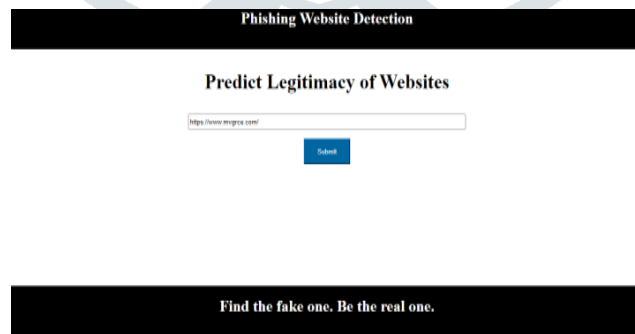 Phishing Website Detection
Predict Legitimacy of Websites
https://www.mvgrce.com/
Submit
Find the fake one. Be the real one.